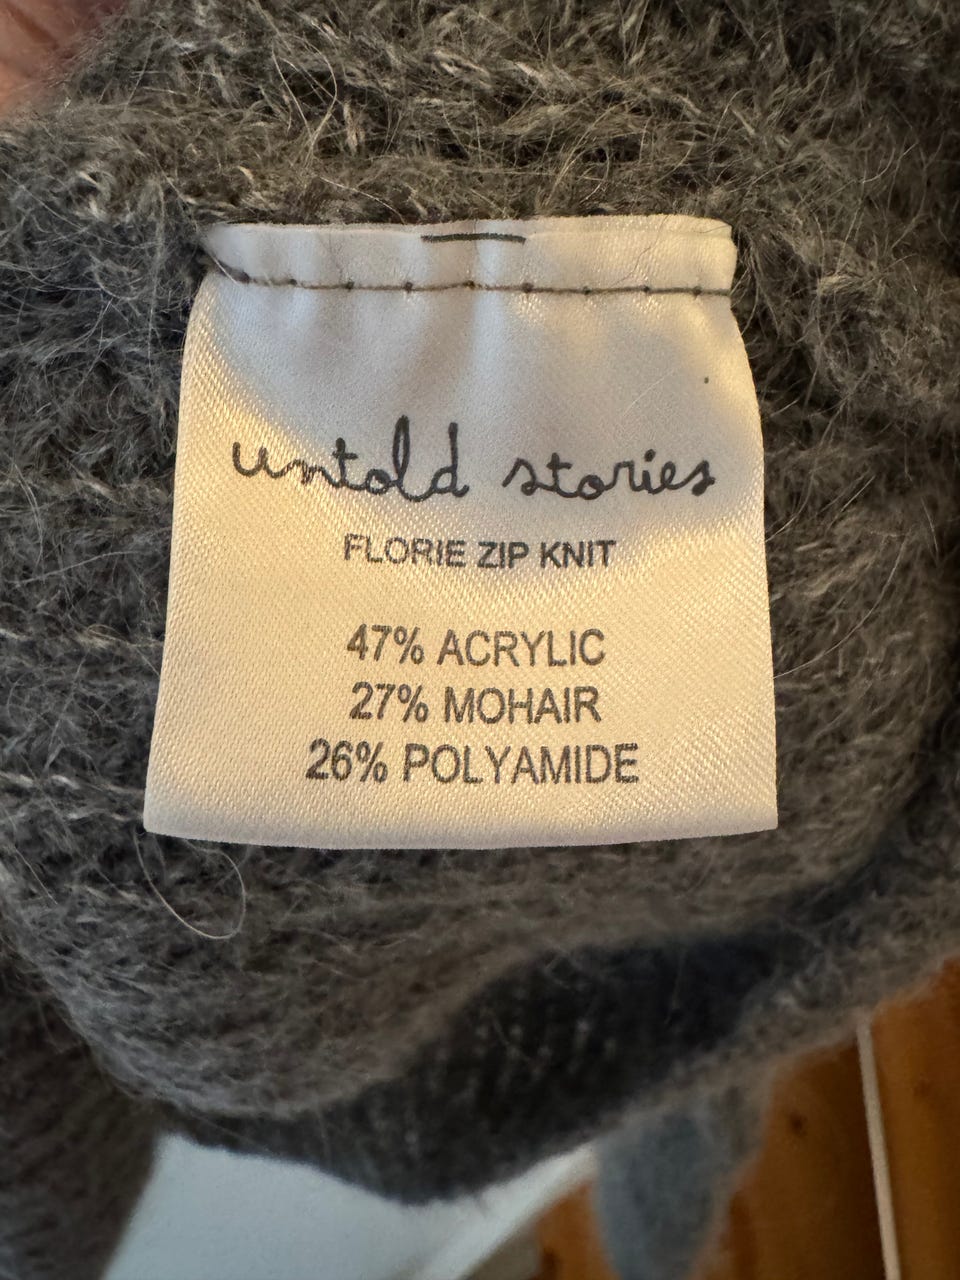 untold stories
FLORIE ZIP KNIT
47% ACRYLIC
27% MOHAIR
26% POLYAMIDE